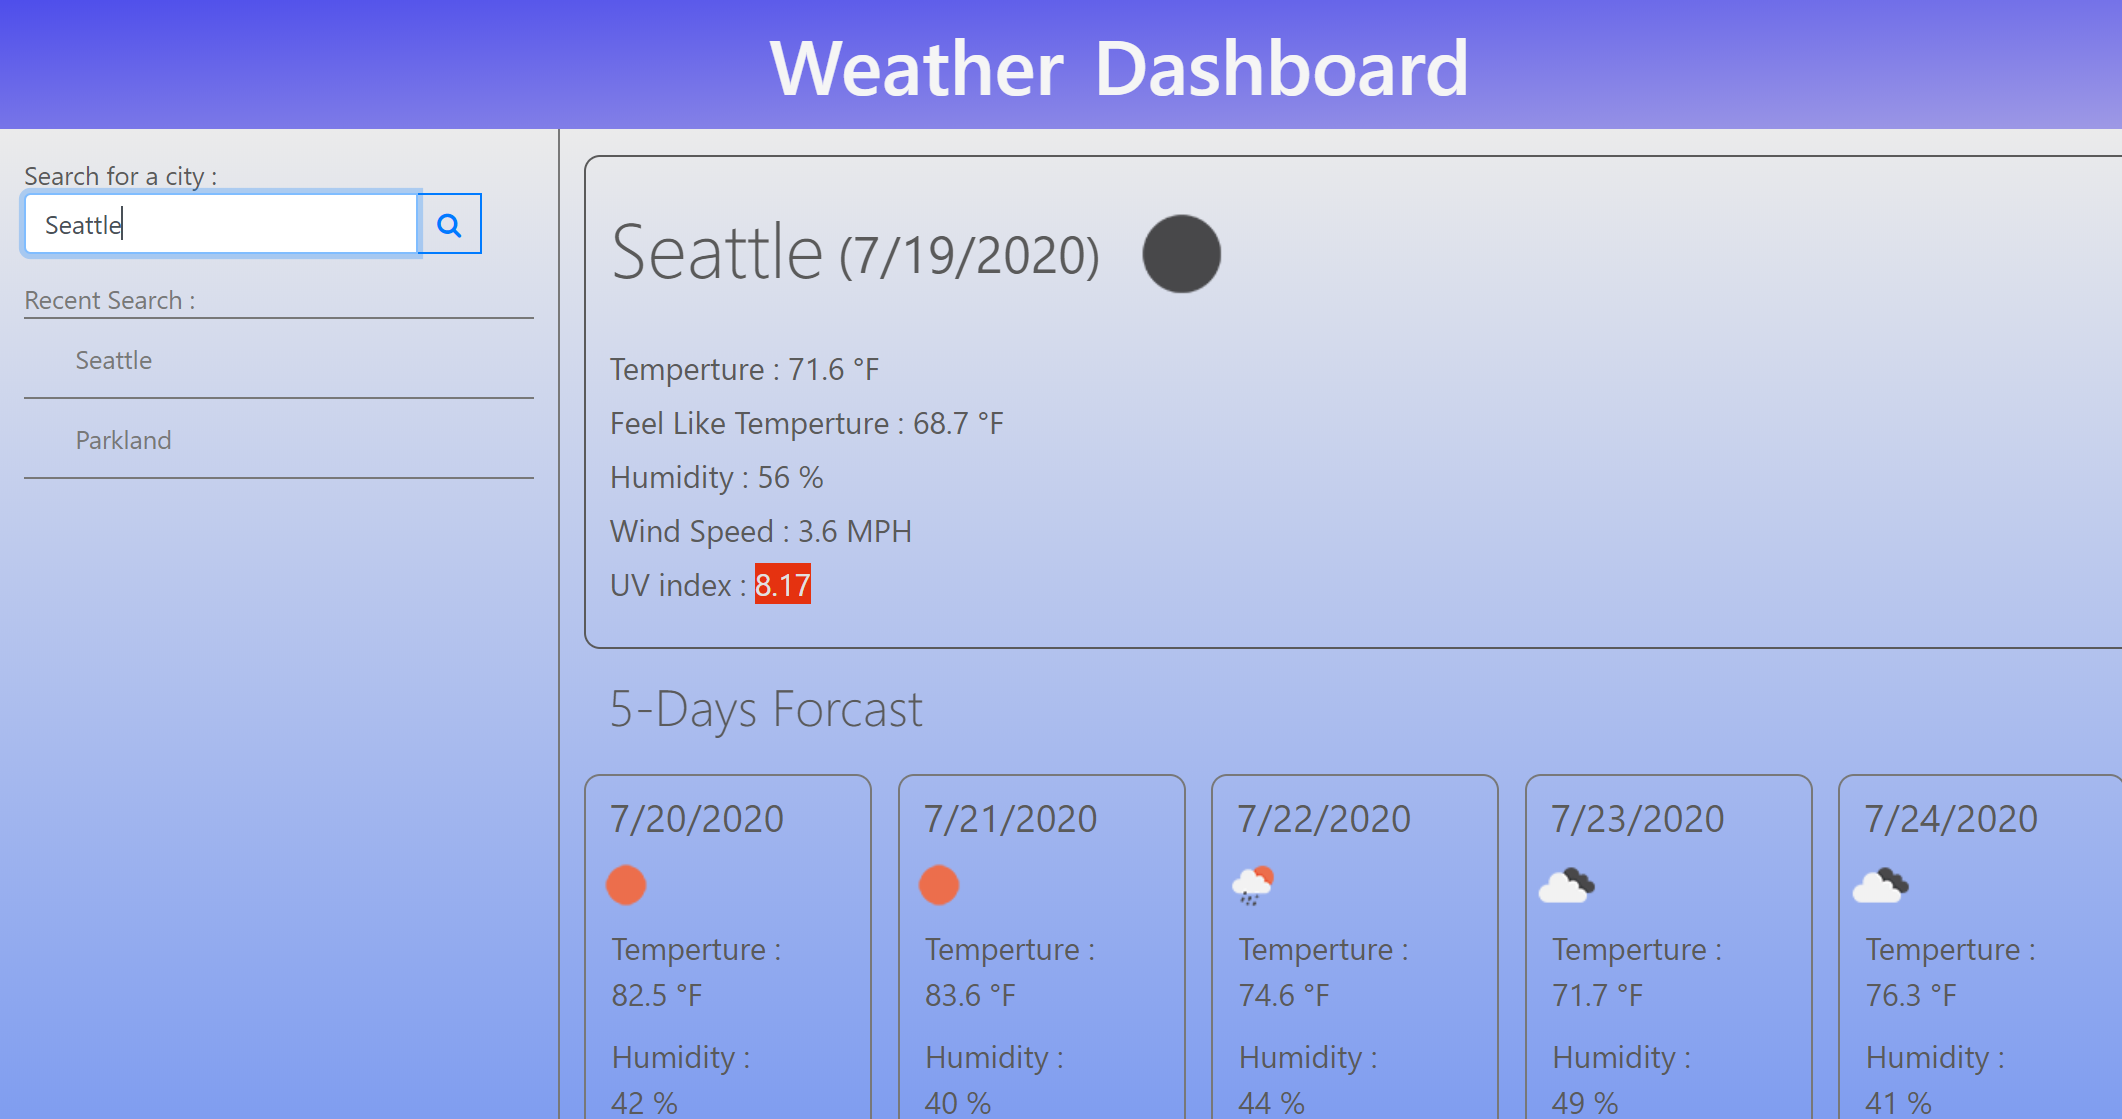 Weather Dashboard
Search for a city :
Seattle
Recent Search :
Seattle
Parkland
Seattle (7/19/2020)
Temperture : 71.6 °F
Feel Like Temperture : 68.7 °F
Humidity : 56 %
Wind Speed : 3.6 MPH
UV index : 8.17
5-Days Forcast
7/20/2020
Temperture :
82.5 °F
Humidity :
42 %
7/21/2020
Temperture :
83.6 °F
Humidity :
40 %
7/22/2020
Temperture :
74.6 °F
Humidity :
44 %
7/23/2020
Temperture :
71.7 °F
Humidity :
49 %
7/24/2020
Temperture :
76.3 °F
Humidity :
41 %